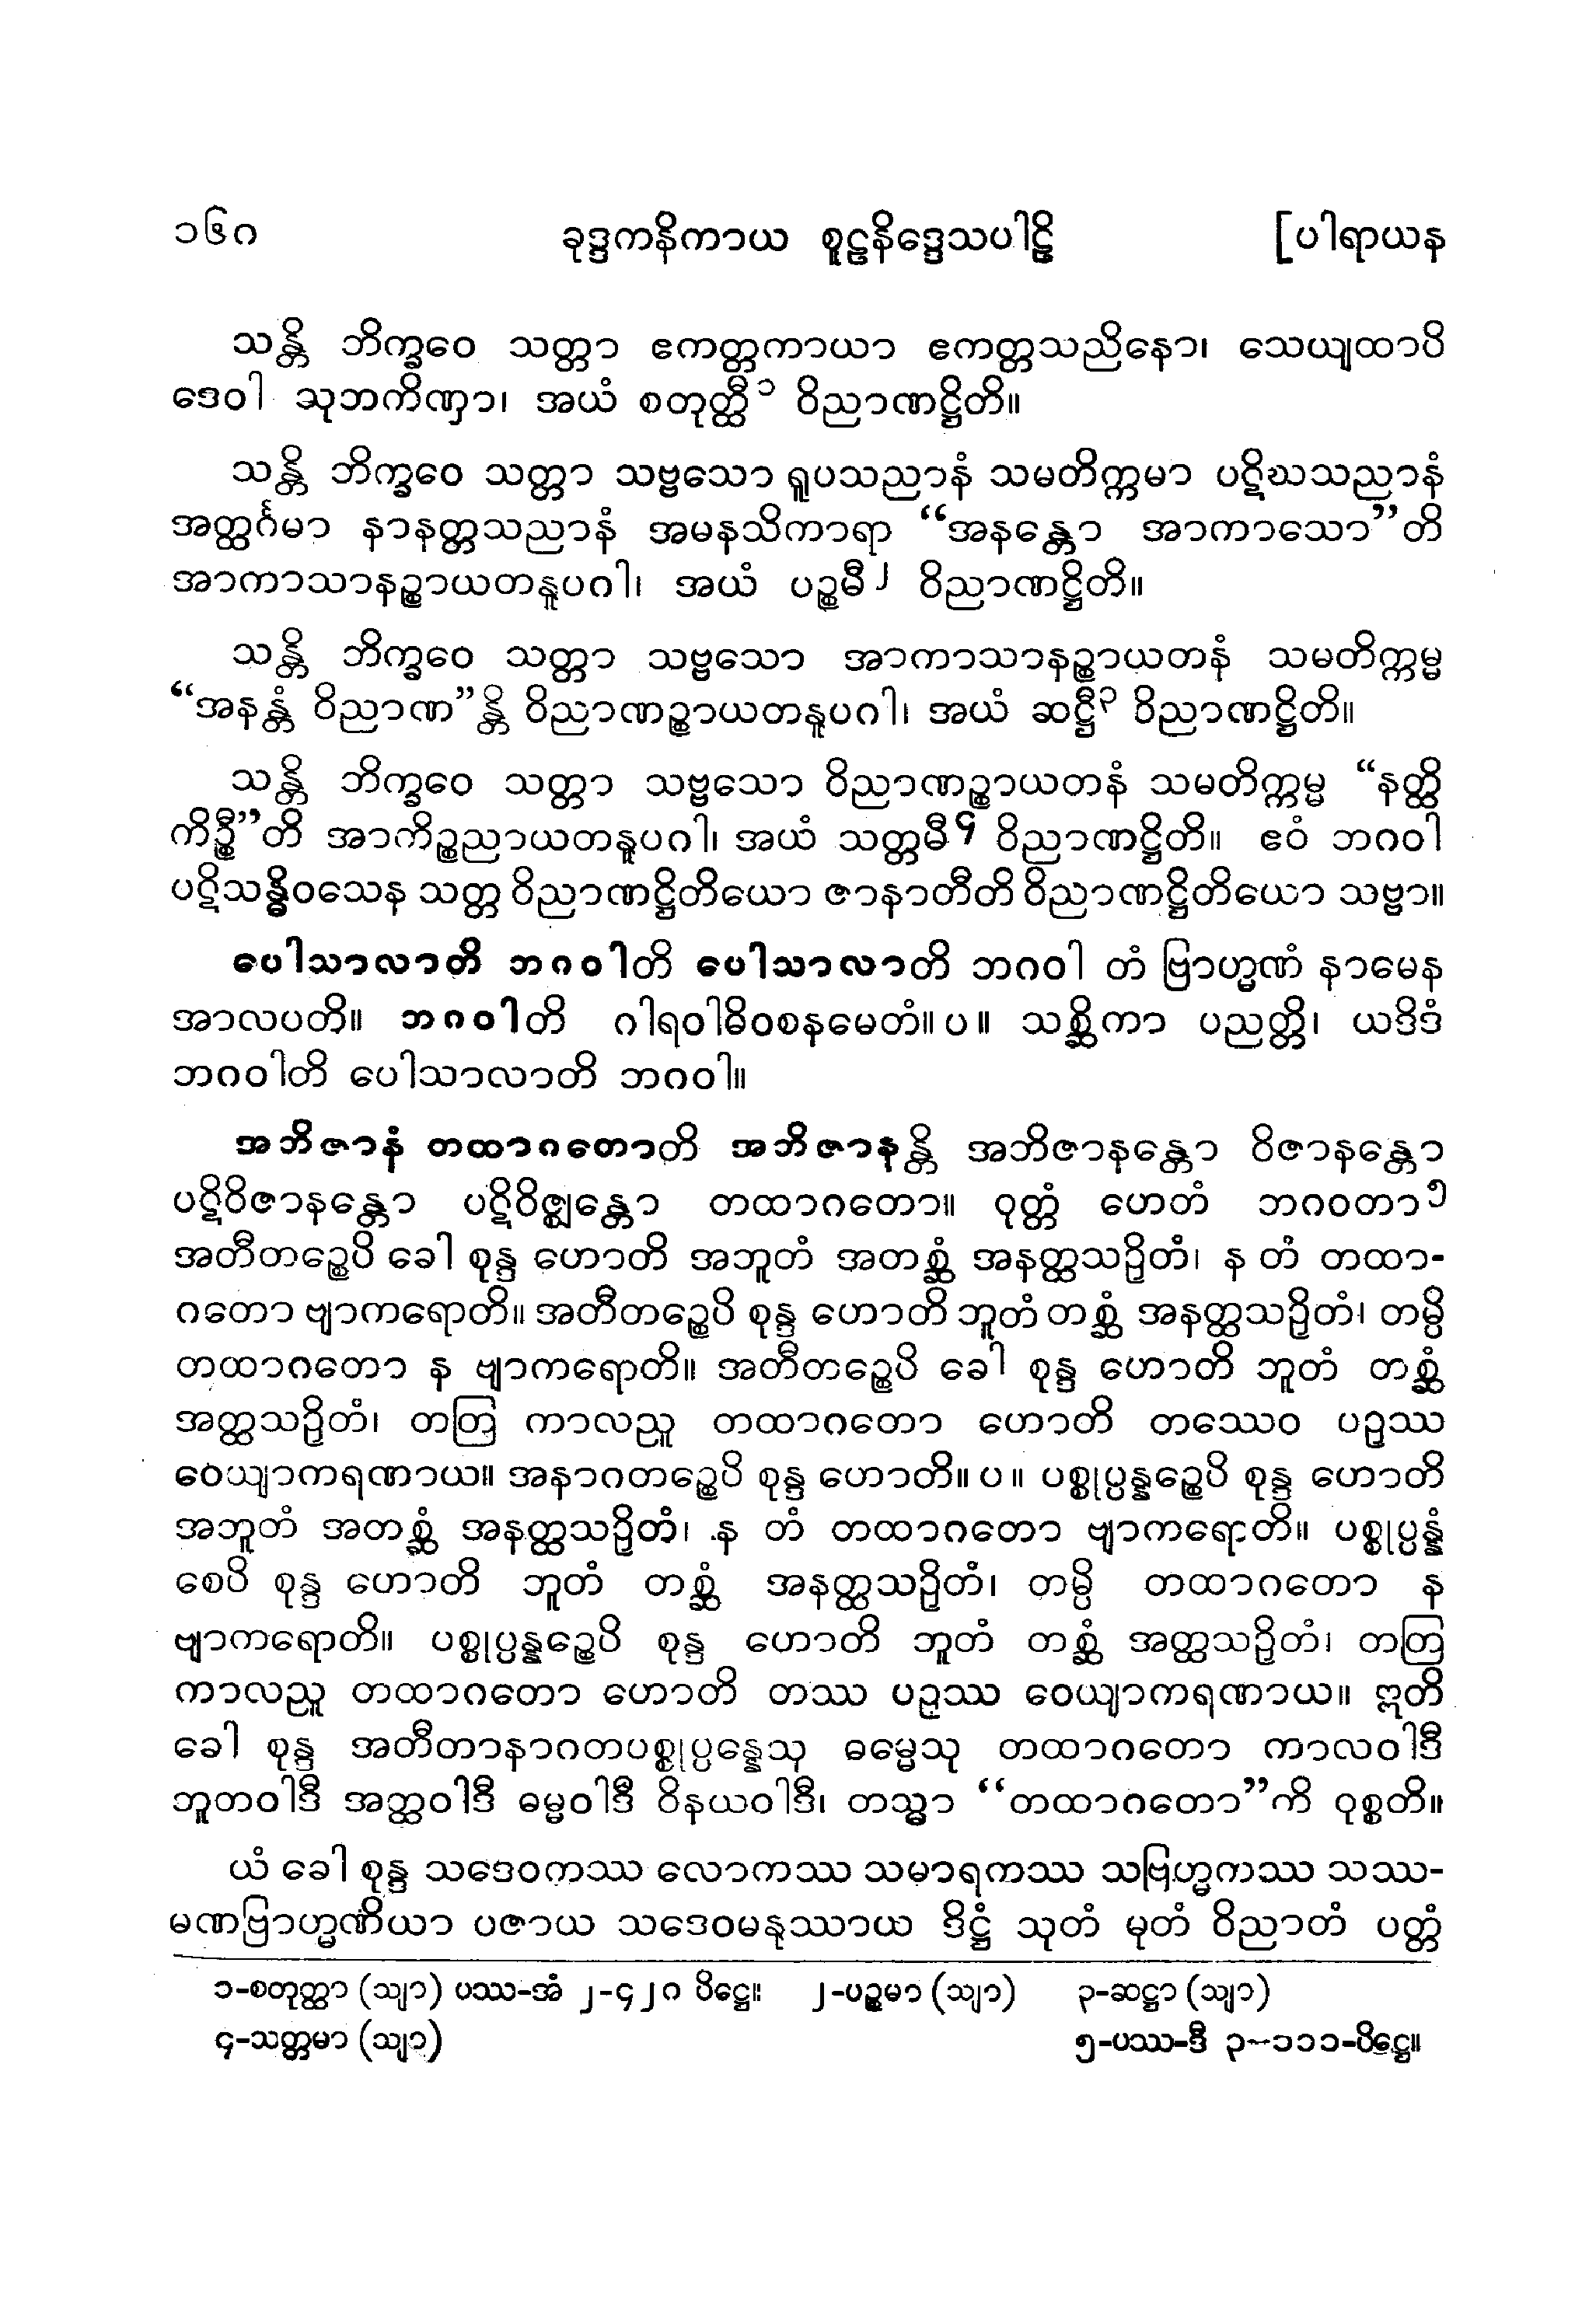 ၁၆၈ ခုဒ္ဒကနိကာယ စူဠနိဒ္ဒေသပါဠိ [ပါရာယန
သန္တိ ဘိက္ခဝေ သတ္တာ ဧကတ္တကာယာ ဧကတ္တသညိနော၊ သေယျထာပိ
ဒေဝါ သုဘကိဏှာ၊ အယံ စတုတ္ထီ၁ ဝိညာဏဋ္ဌိတိ။
သန္တိ ဘိက္ခဝေ သတ္တာ သဗ္ဗသော ရူပသညာနံ သမတိက္ကမာ ပဋိဃသညာနံ
အတ္ထင်္ဂမာ နာနတ္တသညာနံ အမနသိကာရာ “အနန္တော အာကာသော”တိ
အာကာသာနဉ္စာယတနူပဂါ၊ အယံ ပဉ္စမီ၂ ဝိညာဏဋ္ဌိတိ။
သန္တိ ဘိက္ခဝေ သတ္တာ သဗ္ဗသော အာကာသာနဉ္စာယတနံ သမတိက္ကမ္မ
“အနန္တံ ဝိညာဏ”န္တိ ဝိညာဏဉ္စာယတနူပဂါ၊ အယံ ဆဋ္ဌီ၃ ဝိညာဏဋ္ဌိတိ။
သန္တိ ဘိက္ခဝေ သတ္တာ သဗ္ဗသော ဝိညာဏဉ္စာယတနံ သမတိက္ကမ္မ “နတ္ထိ
ကိဉ္စီ”တိ အာကိဉ္စညာယတနူပဂါ၊ အယံ သတ္တမီ၄ ဝိညာဏဋ္ဌိတိ။ ဧဝံ ဘဂဝါ
ပဋိသန္ဓိဝသေန သတ္တ ဝိညာဏဋ္ဌိတိယော ဇာနာတီတိ ဝိညာဏဋ္ဌိတိယော သဗ္ဗာ။
ပေါသာလာတိ ဘဂဝါတိ ပေါသာလာတိ ဘဂဝါ တံ ဗြာဟ္မဏံ နာမေန
အာလပတိ။ ဘဂဝါတိ ဂါရဝါဓိဝစနမေတံ။ ပ။ သစ္ဆိကာ ပညတ္တိ၊ ယဒိဒံ
ဘဂဝါတိ ပေါသာလာတိ ဘဂဝါ။
အဘိဇာနံ တထာဂတောတိ အဘိဇာနန္တိ အဘိဇာနန္တော ဝိဇာနန္တော
ပဋိဝိဇာနန္တော ပဋိဝိဇ္ဈန္တော တထာဂတော။ ဝုတ္တံ ဟေတံ ဘဂဝတာ၅
အတီတဉ္စေပိ ခေါ စုန္ဒ ဟောတိ အဘူတံ အတစ္ဆံ အနတ္ထသဉှိတံ၊ န တံ တထာ-
ဂတော ဗျာကရောတိ။ အတီတဉ္စေပိ စုန္ဒ ဟောတိ ဘူတံ တစ္ဆံ အနတ္ထသဉှိတံ၊ တမ္ပိ
တထာဂတော န ဗျာကရောတိ။ အတီတဉ္စေပိ ခေါ စုန္ဒ ဟောတိ ဘူတံ တစ္ဆံ
အတ္ထသဉှိတံ၊ တတြ ကာလညူ တထာဂတော ဟောတိ တဿေဝ ပဉှဿ
ဝေယျာကရဏာယ။ အနာဂတဉ္စေပိ စုန္ဒ ဟောတိ။ ပ။ ပစ္စုပ္ပန္နဉ္စေပိ စုန္ဒ ဟောတိ
အဘူတံ အတစ္ဆံ အနတ္ထသဉှိတံ၊ န တံ တထာဂတော ဗျာကရောတိ။ ပစ္စုပ္ပန္နံ
စေပိ စုန္ဒ ဟောတိ ဘူတံ တစ္ဆံ အနတ္ထသဉှိတံ၊ တမ္ပိ တထာဂတော န
ဗျာကရောတိ။ ပစ္စုပ္ပန္နဉ္စေပိ စုန္ဒ ဟောတိ ဘူတံ တစ္ဆံ အတ္ထသဉှိတံ၊ တတြ
ကာလညူ တထာဂတော ဟောတိ တဿ ပဉှဿ ဝေယျာကရဏာယ။ ဣတိ
ခေါ စုန္ဒ အတီတာနာဂတပစ္စုပ္ပန္နေသု ဓမ္မေသု တထာဂတော ကာလဝါဒီ
ဘူတဝါဒီ အတ္ထဝါဒီ ဓမ္မဝါဒီ ဝိနယဝါဒီ၊ တသ္မာ “တထာဂတော”ကိ ဝုစ္စတိ။
ယံ ခေါ စုန္ဒ သဒေဝကဿ လောကဿ သမာရကဿ သဗြဟ္မကဿ သဿ-
မဏဗြာဟ္မဏိယာ ပဇာယ သဒေဝမနုဿာယ ဒိဋ္ဌံ သုတံ မုတံ ဝိညာတံ ပတ္တံ
၁-စတုတ္ထာ (သျာ) ပဿ-အံ ၂-၄၂၈ ပိဋ္ဌေ။ ၂-ပဉ္စမာ (သျာ) ၃-ဆဋ္ဌာ (သျာ)
၄-သတ္တမာ (သျာ) ၅-ပဿ-ဒီ ၃-၁၁၁-ပိဋ္ဌေ။